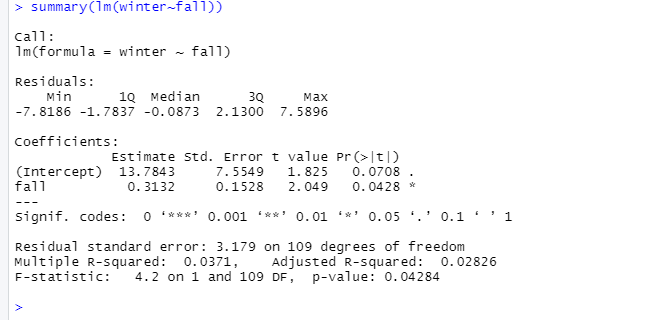 > summary(lm(winter~fall))
Call:
lm(formula = winter ~ fall)
Residuals:
    Min      1Q  Median      3Q     Max
-7.8186 -1.7837 -0.0873  2.1300  7.5896
Coefficients:
            Estimate Std. Error t value Pr(>|t|)
(Intercept)  13.7843     7.5549   1.825   0.0708 .
fall          0.3132     0.1528   2.049   0.0428 *
---
Signif. codes:  0 ‘***’ 0.001 ‘**’ 0.01 ‘*’ 0.05 ‘.’ 0.1 ‘ ’ 1
Residual standard error: 3.179 on 109 degrees of freedom
Multiple R-squared:  0.0371,    Adjusted R-squared:  0.02826
F-statistic:   4.2 on 1 and 109 DF,  p-value: 0.04284
>